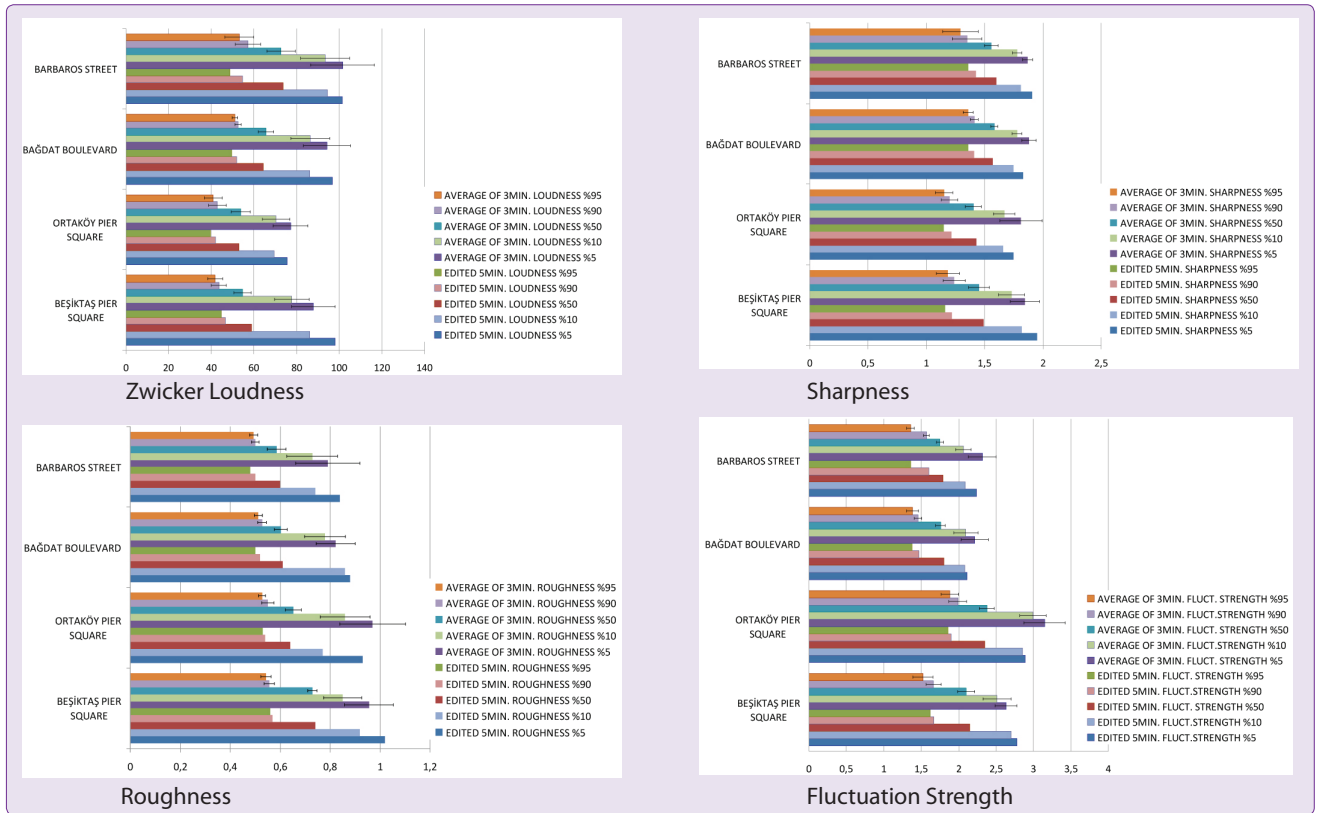 BARBAROS STREET
BAĞDAT BOULEVARD
ORTAKÖY PIER
SQUARE
BEŞİKTAŞ PIER
SQUARE
AVERAGE OF 3MIN. LOUDNESS %95
AVERAGE OF 3MIN. LOUDNESS %90
AVERAGE OF 3MIN. LOUDNESS %50
AVERAGE OF 3MIN. LOUDNESS %10
AVERAGE OF 3MIN. LOUDNESS %5
EDITED 5MIN. LOUDNESS %95
EDITED 5MIN. LOUDNESS %90
EDITED 5MIN. LOUDNESS %50
EDITED 5MIN. LOUDNESS %10
EDITED 5MIN. LOUDNESS %5
0 20 40 60 80 100 120 140
Zwicker Loudness
BARBAROS STREET
BAĞDAT BOULEVARD
ORTAKÖY PIER
SQUARE
BEŞİKTAŞ PIER
SQUARE
AVERAGE OF 3MIN. SHARPNESS %95
AVERAGE OF 3MIN. SHARPNESS %90
AVERAGE OF 3MIN. SHARPNESS %50
AVERAGE OF 3MIN. SHARPNESS %10
AVERAGE OF 3MIN. SHARPNESS %5
EDITED 5MIN. SHARPNESS %95
EDITED 5MIN. SHARPNESS %90
EDITED 5MIN. SHARPNESS %50
EDITED 5MIN. SHARPNESS %10
EDITED 5MIN. SHARPNESS %5
0 0,5 1 1,5 2 2,5
Sharpness
BARBAROS STREET
BAĞDAT BOULEVARD
ORTAKÖY PIER
SQUARE
BEŞİKTAŞ PIER
SQUARE
AVERAGE OF 3MIN. ROUGHNESS %95
AVERAGE OF 3MIN. ROUGHNESS %90
AVERAGE OF 3MIN. ROUGHNESS %50
AVERAGE OF 3MIN. ROUGHNESS %10
AVERAGE OF 3MIN. ROUGHNESS %5
EDITED 5MIN. ROUGHNESS %95
EDITED 5MIN. ROUGHNESS %90
EDITED 5MIN. ROUGHNESS %50
EDITED 5MIN. ROUGHNESS %10
EDITED 5MIN. ROUGHNESS %5
0 0,2 0,4 0,6 0,8 1 1,2
Roughness
BARBAROS STREET
BAĞDAT BOULEVARD
ORTAKÖY PIER
SQUARE
BEŞİKTAŞ PIER
SQUARE
AVERAGE OF 3MIN. FLUCT. STRENGTH %95
AVERAGE OF 3MIN. FLUCT.STRENGTH %90
AVERAGE OF 3MIN. FLUCT.STRENGTH %50
AVERAGE OF 3MIN. FLUCT.STRENGTH %10
AVERAGE OF 3MIN. FLUCT.STRENGTH %5
EDITED 5MIN. FLUCT. STRENGTH %95
EDITED 5MIN. FLUCT.STRENGTH %90
EDITED 5MIN. FLUCT.STRENGTH %50
EDITED 5MIN. FLUCT.STRENGTH %10
EDITED 5MIN. FLUCT.STRENGTH %5
0 0,5 1 1,5 2 2,5 3 3,5 4
Fluctuation Strength